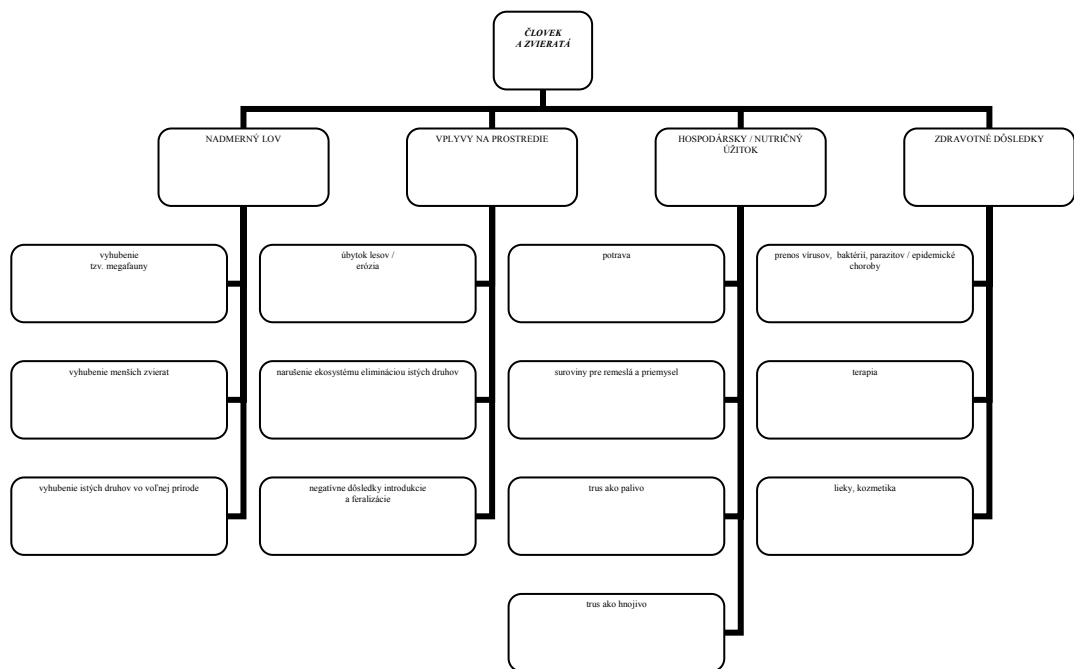 ČLOVEK
A ZVIERATÁ
NADMERNÝ LOV
VPLYVY NA PROSTREDIE
HOSPODÁRSKY / NUTRIČNÝ
ÚŽITOK
ZDRAVOTNÉ DÔSLEDKY
vyhubenie
tzv. megafauny
úbytok lesov /
erózia
potrava
prenos vírusov, baktérií, parazitov / epidemické
choroby
vyhubenie menších zvierat
narušenie ekosystému elimináciou istých druhov
suroviny pre remeslá a priemysel
terapia
vyhubenie istých druhov vo voľnej prírode
negatívne dôsledky introdukcie
a feralizácie
trus ako palivo
lieky, kozmetika
trus ako hnojivo